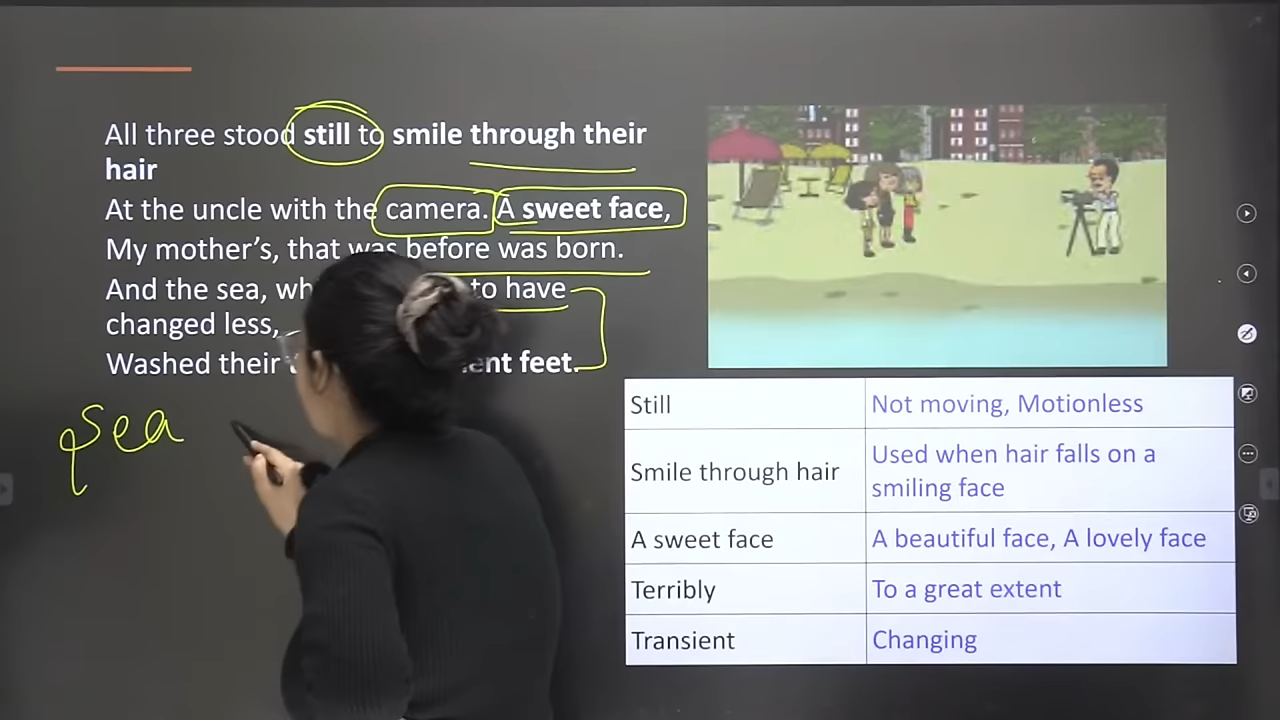 All three stood still to smile through their
hair
At the uncle with the camera. A sweet face,
My mother's, that was before was born.
And the sea, to have
changed less,
Washed their feet.
Sea
Still Not moving, Motionless
Smile through hair Used when hair falls on a
smiling face
A sweet face A beautiful face, A lovely face
Terribly To a great extent
Transient Changing